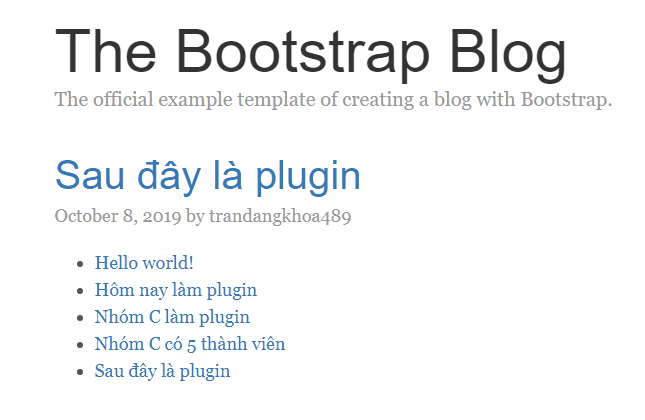 The Bootstrap Blog
The official example template of creating a blog with Bootstrap.
Sau đây là plugin
October 8, 2019 by trandangkhoa489
Hello world!
Hôm nay làm plugin
Nhóm C làm plugin
Nhóm C có 5 thành viên
Sau đây là plugin